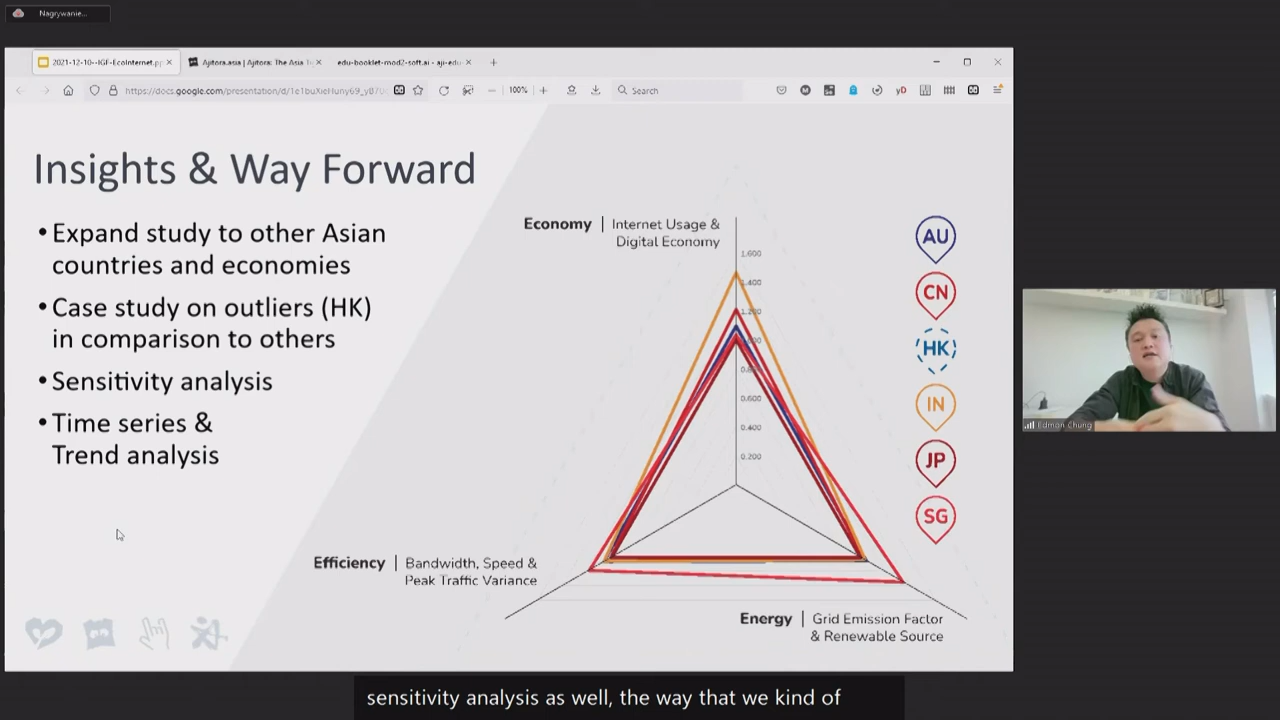 Nagrywanie...
2021-12-10--IGF-EcoInternet.pp
Ajitora.asia | Ajitora: The Asia
edu-booklet-mod2-soft.ai - aji-edu-
100%
Search
Insights & Way Forward
• Expand study to other Asian
countries and economies
• Case study on outliers (HK)
in comparison to others
• Sensitivity analysis
• Time series &
Trend analysis
Economy | Internet Usage &
Digital Economy
1.600
1.400
1.200
0.600
0.400
0.200
AU
CN
HK
IN
JP
SG
Efficiency | Bandwidth, Speed &
Peak Traffic Variance
Energy | Grid Emission Factor
& Renewable Source
Edmon Chung
sensitivity analysis as well, the way that we kind of